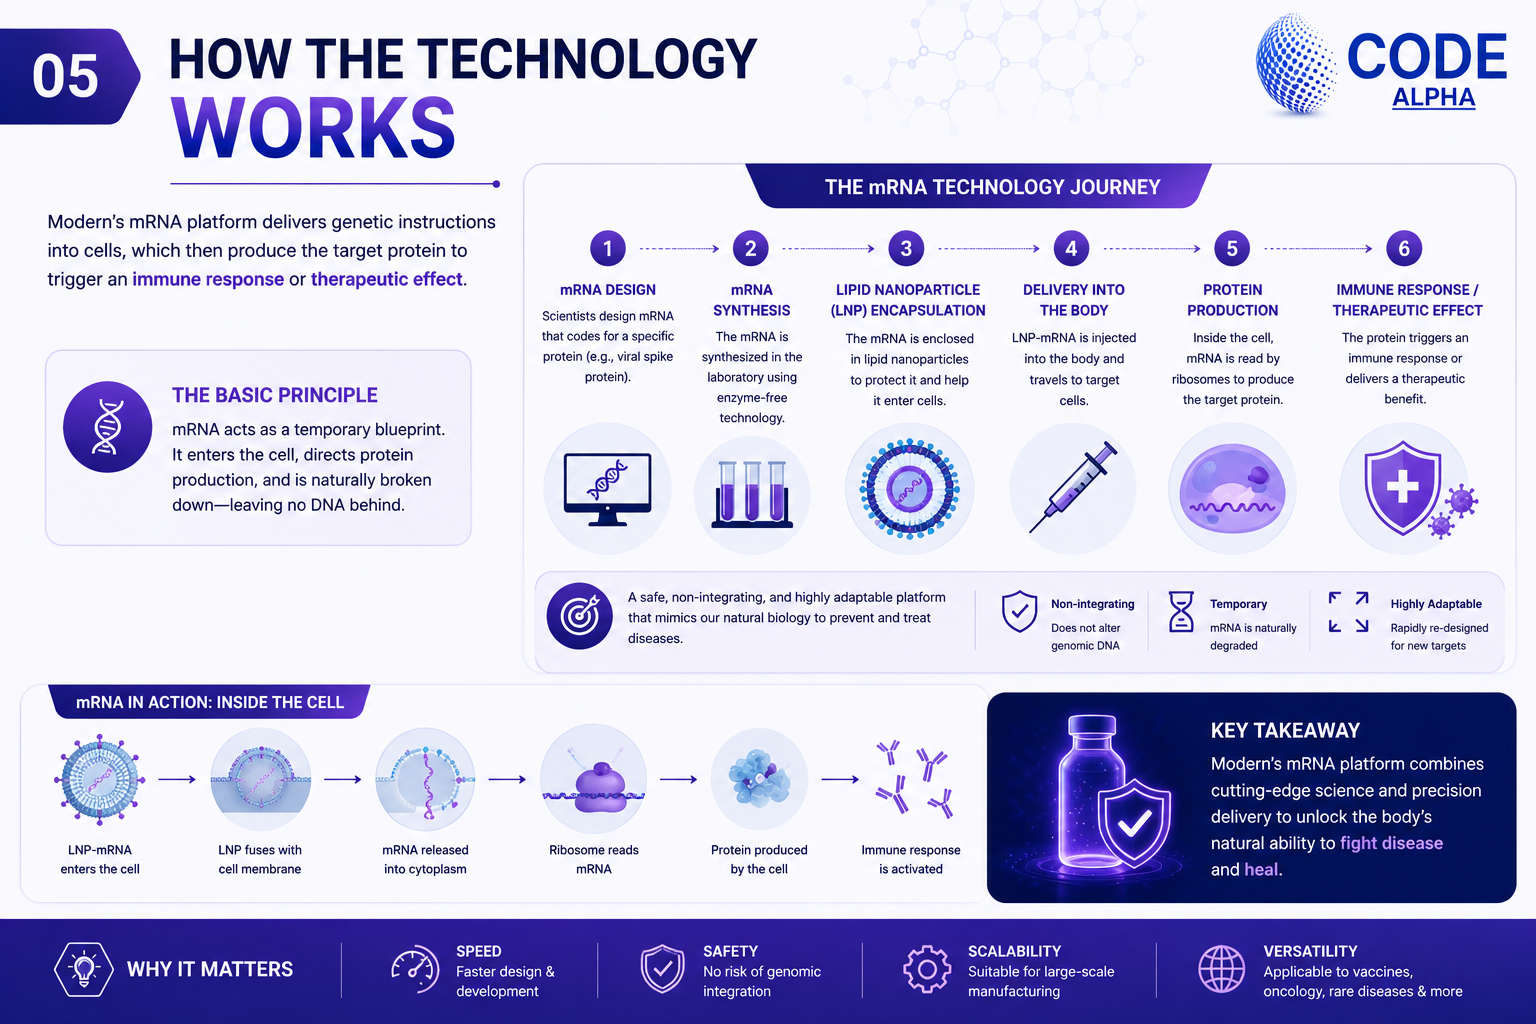 05
HOW THE TECHNOLOGY
WORKS
CODE
ALPHA
Modern's mRNA platform delivers genetic instructions
into cells, which then produce the target protein to
trigger an immune response or therapeutic effect.
THE BASIC PRINCIPLE
mRNA acts as a temporary blueprint.
It enters the cell, directs protein
production, and is naturally broken
down—leaving no DNA behind.
THE mRNA TECHNOLOGY JOURNEY
1
mRNA DESIGN
Scientists design mRNA
that codes for a specific
protein (e.g., viral spike
protein).
2
mRNA
SYNTHESIS
The mRNA is
synthesized in the
laboratory using
enzyme-free
technology.
3
LIPID NANOPARTICLE
(LNP) ENCAPSULATION
The mRNA is enclosed
in lipid nanoparticles
to protect it and help
it enter cells.
4
DELIVERY INTO
THE BODY
LNP-mRNA is injected
into the body and
travels to target
cells.
5
PROTEIN
PRODUCTION
Inside the cell,
mRNA is read by
ribosomes to produce
the target protein.
6
IMMUNE RESPONSE /
THERAPEUTIC EFFECT
The protein triggers an
immune response or
delivers a therapeutic
benefit.
A safe, non-integrating, and highly adaptable platform
that mimics our natural biology to prevent and treat
diseases.
Non-integrating
Does not alter
genomic DNA
Temporary
mRNA is naturally
degraded
Highly Adaptable
Rapidly re-designed
for new targets
mRNA IN ACTION: INSIDE THE CELL
LNP-mRNA
enters the cell
LNP fuses with
cell membrane
mRNA released
into cytoplasm
Ribosome reads
mRNA
Protein produced
by the cell
Immune response
is activated
KEY TAKEAWAY
Modern's mRNA platform combines
cutting-edge science and precision
delivery to unlock the body's
natural ability to fight disease
and heal.
WHY IT MATTERS
SPEED
Faster design &
development
SAFETY
No risk of genomic
integration
SCALABILITY
Suitable for large-scale
manufacturing
VERSATILITY
Applicable to vaccines,
oncology, rare diseases & more